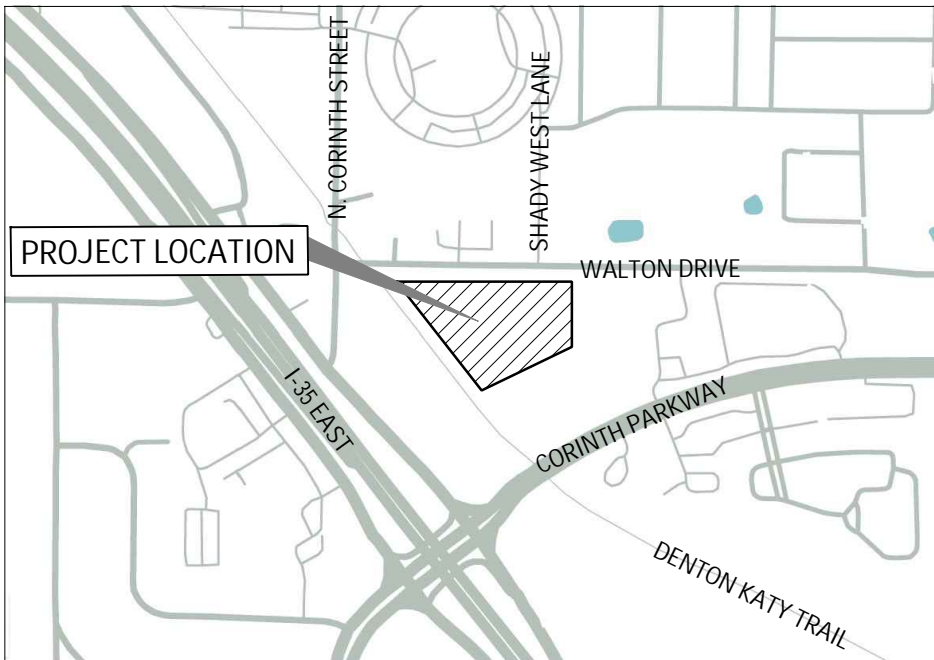 N. CORINTH STREET
SHADY WEST LANE
PROJECT LOCATION
WALTON DRIVE
I-35 EAST
CORINTH PARKWAY
DENTON KATY TRAIL